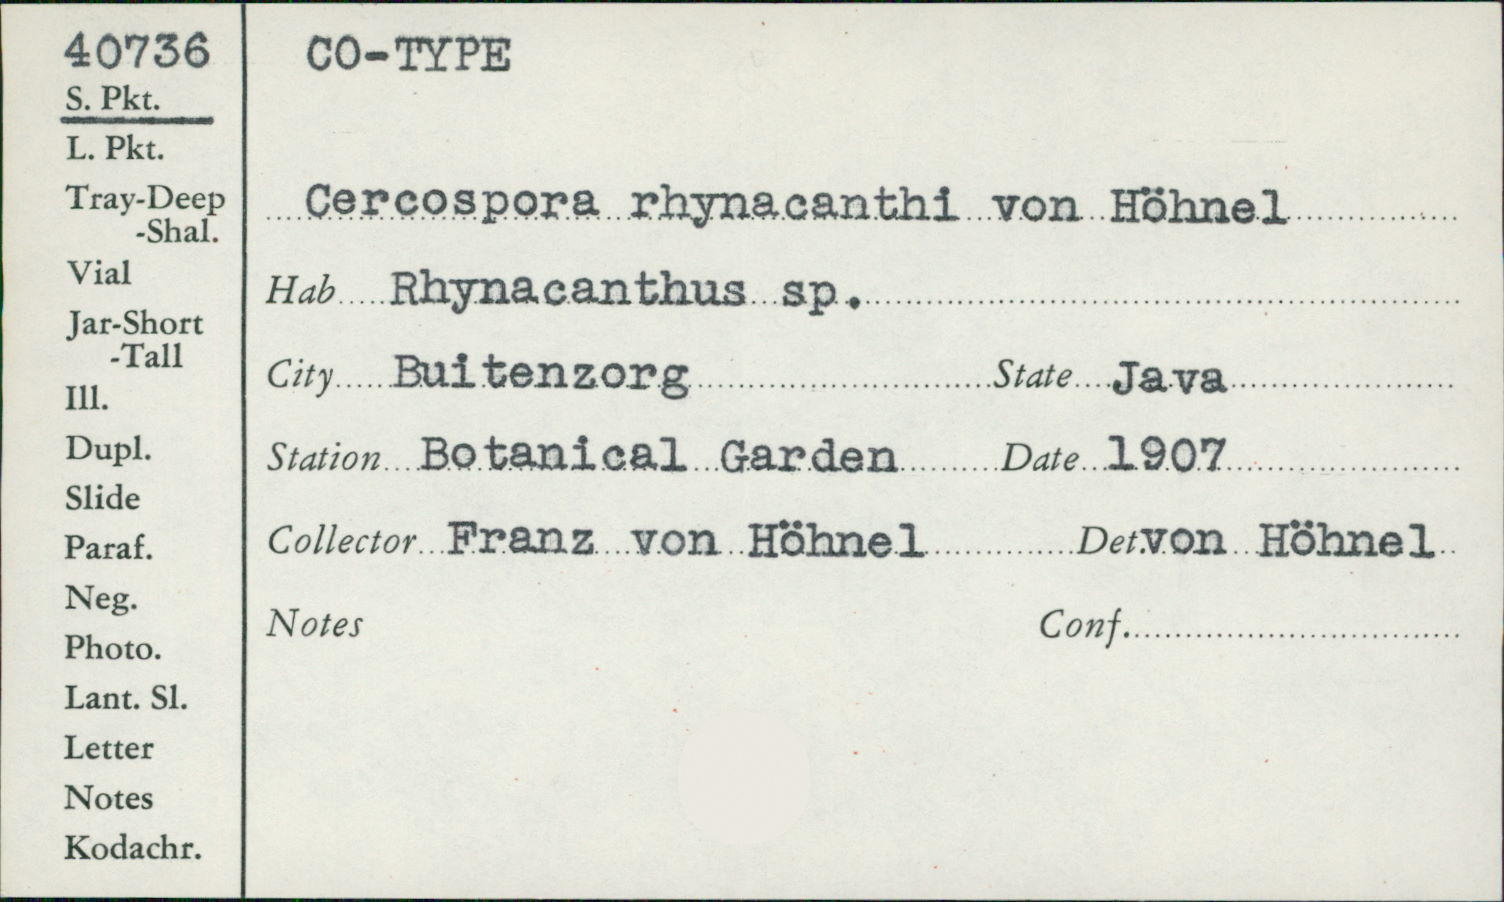 40736
S. Pkt.
L. Pkt.
Tray-Deep
-Shal.
Vial
Jar-Short
-Tall
Ill.
Dupl.
Slide
Paraf.
Neg.
Photo.
Lant. Sl.
Letter
Notes
Kodachr.
CO-TYPE
Cercospora rhynacanthi von Höhnel
Hab Rhynacanthus sp.
City Buitenzorg State Java
Station Botanical Garden Date 1907
Collector Franz von Höhnel Det. von Höhnel
Notes Conf.